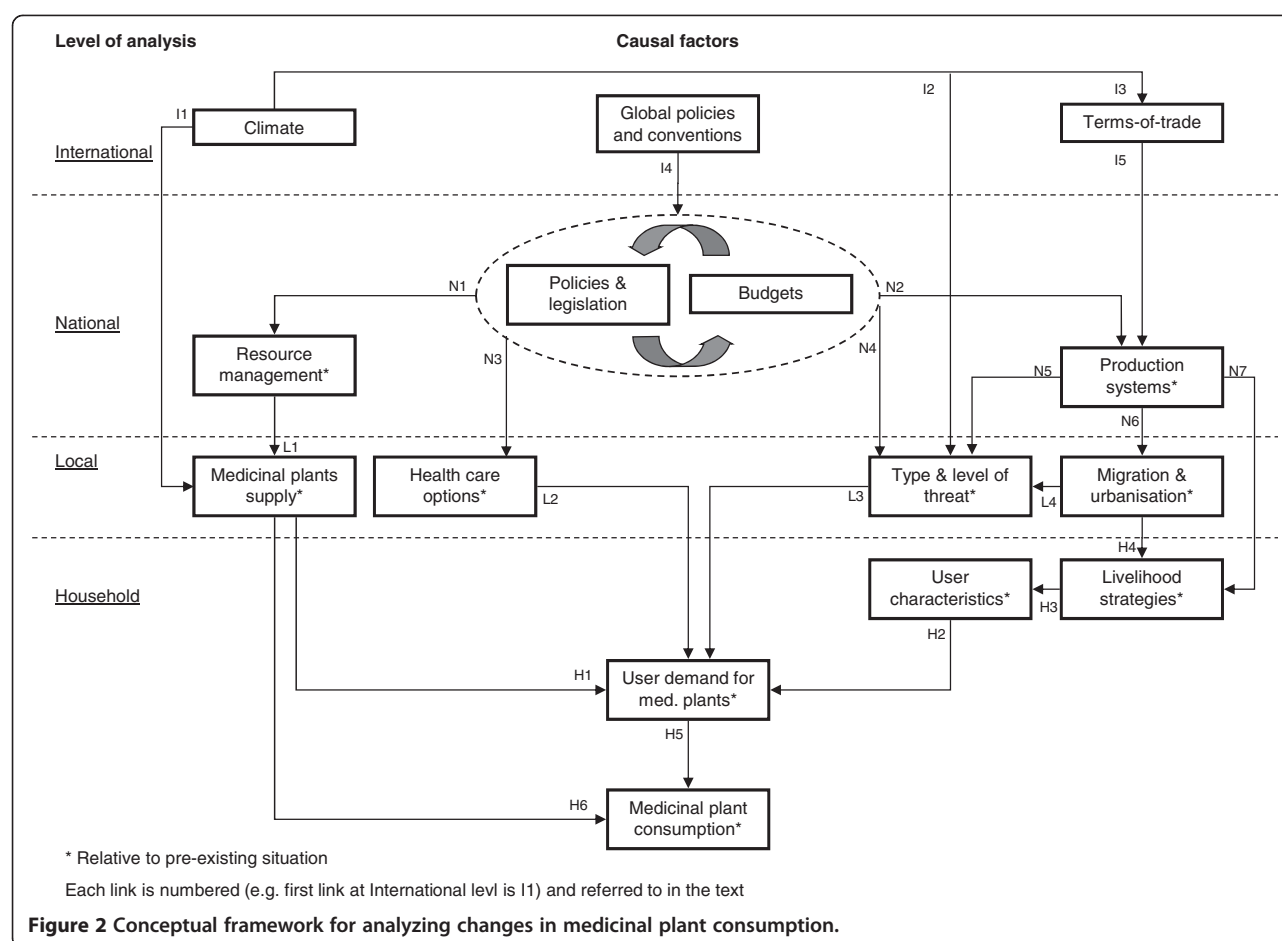 Level of analysis
Causal factors
I1
I2
I3
Climate
Global policies
and conventions
Terms-of-trade
International
I4
I5
N1
Policies &
legislation
Budgets
N2
National
Resource
management*
N3
N4
N5
Production
systems*
N7
N6
Local
L1
Medicinal plants
supply*
Health care
options*
L2
L3
Type & level of
threat*
L4
Migration &
urbanisation*
H4
Household
User
characteristics*
H3
Livelihood
strategies*
H2
H1
User demand for
med. plants*
H5
H6
Medicinal plant
consumption*
* Relative to pre-existing situation
Each link is numbered (e.g. first link at International levl is I1) and referred to in the text
Figure 2 Conceptual framework for analyzing changes in medicinal plant consumption.